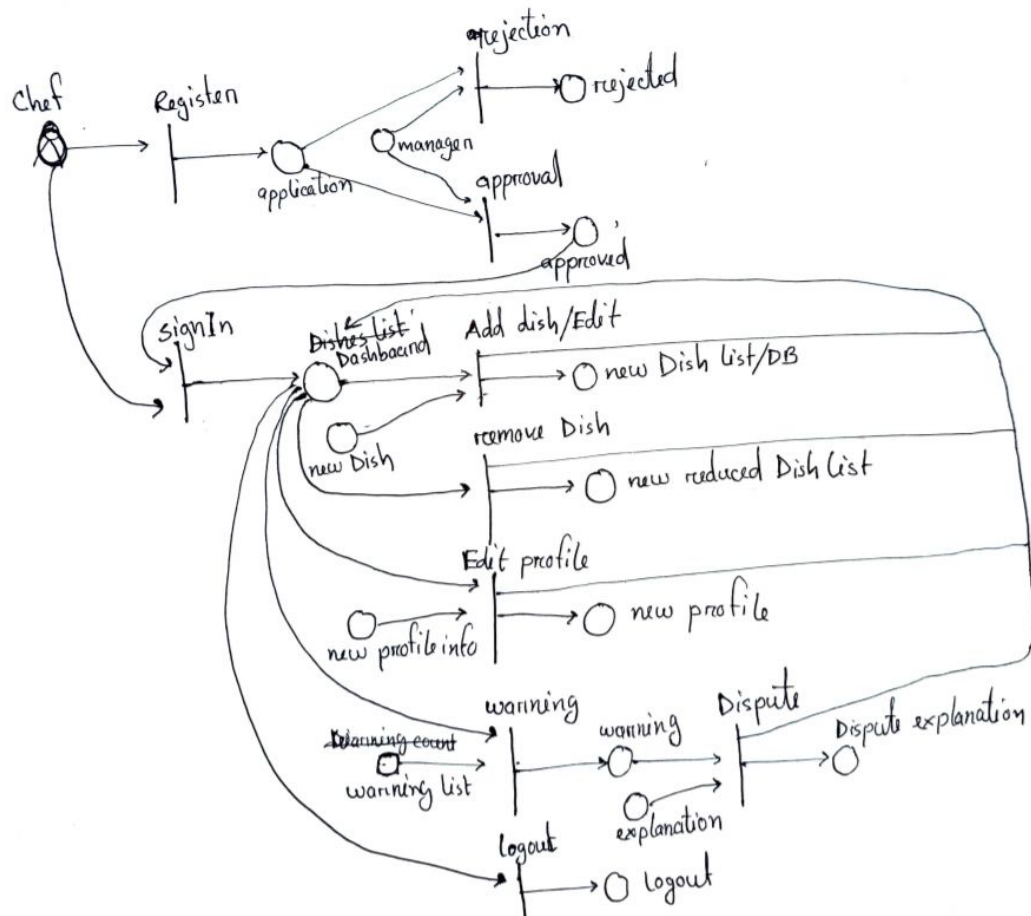 rejection
rejected
Chef
Register
manager
application
approval
approved
signIn
Dishes list
Dashboard
Add dish/Edit
new Dish list/DB
new Dish
remove Dish
new reduced Dish list
Edit profile
new profile info
new profile
warning
Warning count
warning list
warning
explanation
Dispute
Dispute explanation
logout
logout